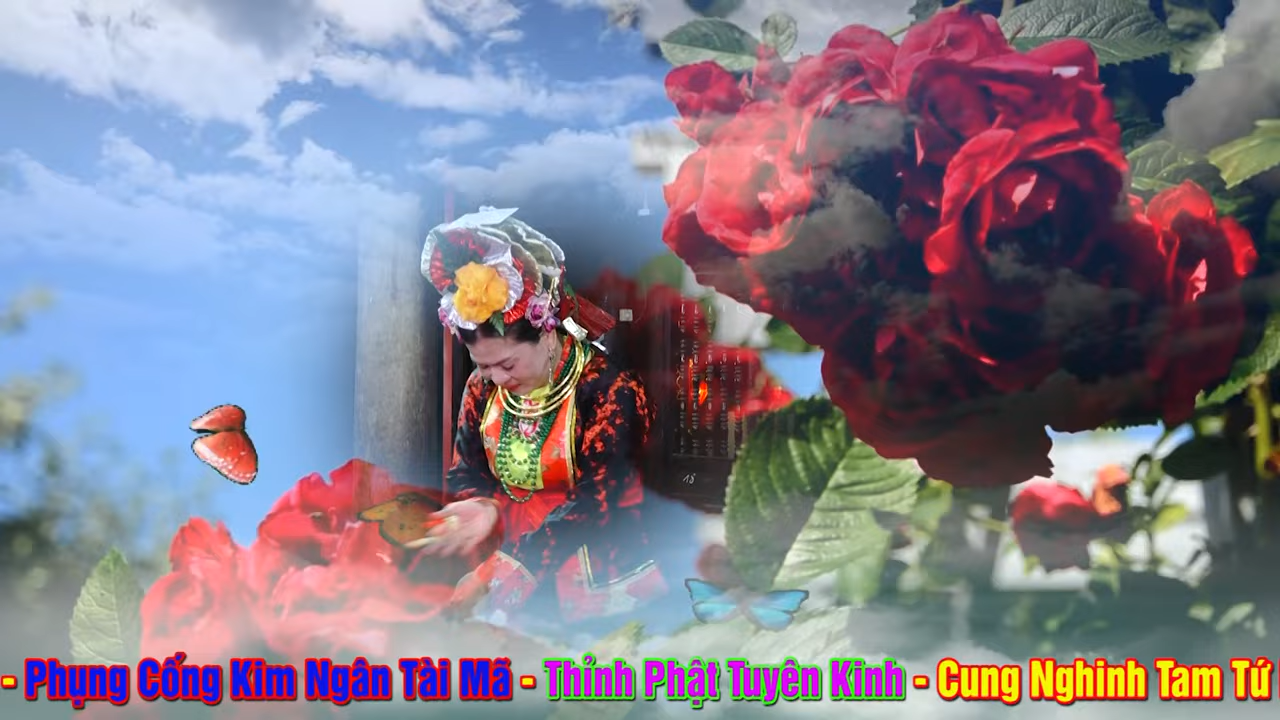 - Phụng Cống Kim Ngân Tài Mã - Thỉnh Phật Tuyên Kinh - Cung Nghinh Tam Tứ